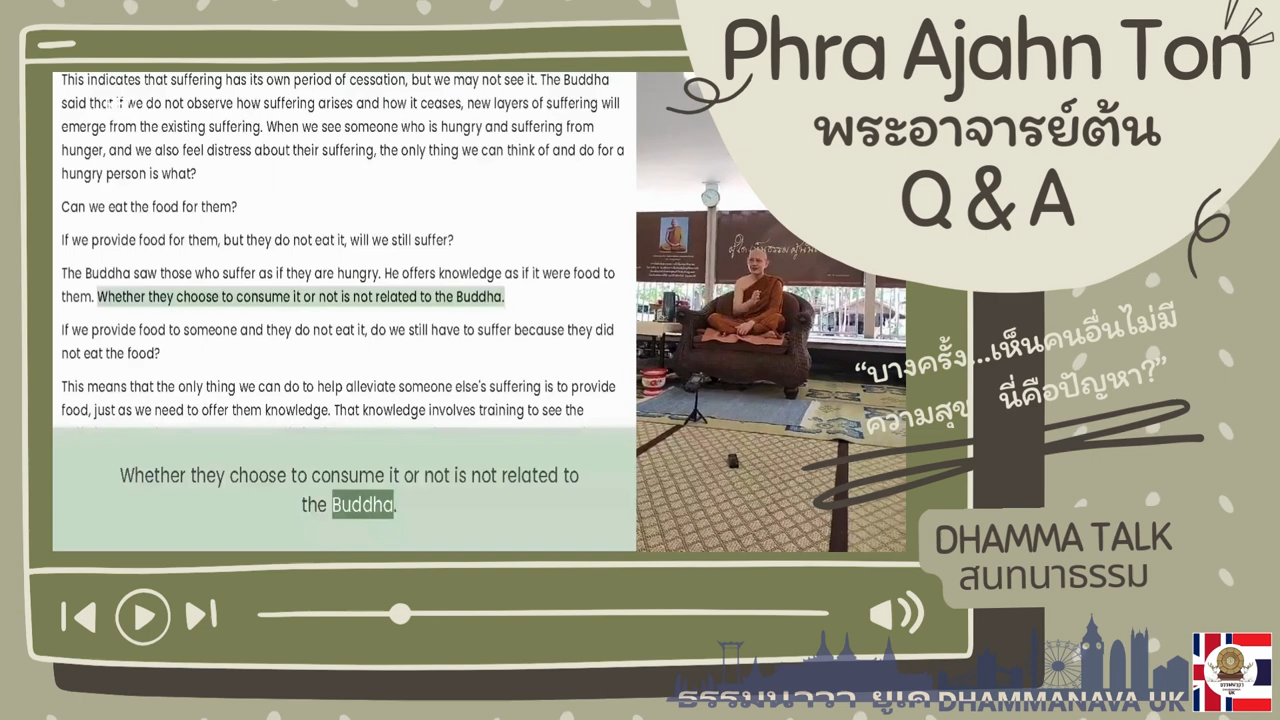 This indicates that suffering has its own period of cessation, but we may not see it. The Buddha
said that if we do not observe how suffering arises and how it ceases, new layers of suffering will
emerge from the existing suffering. When we see someone who is hungry and suffering from
hunger, and we also feel distress about their suffering, the only thing we can think of and do for a
hungry person is what?
Can we eat the food for them?
If we provide food for them, but they do not eat it, will we still suffer?
The Buddha saw those who suffer as if they are hungry. He offers knowledge as if it were food to
them. Whether they choose to consume it or not is not related to the Buddha.
If we provide food to someone and they do not eat it, do we still have to suffer because they did
not eat the food?
This means that the only thing we can do to help alleviate someone else's suffering is to provide
food, just as we need to offer them knowledge. That knowledge involves training to see the
Whether they choose to consume it or not is not related to
the Buddha.
Phra Ajahn Ton
พระอาจารย์ต้น
Q & A
“บางครั้ง...เห็นคนอื่นไม่มี
ความสุข นี่คือปัญหา?”
DHAMMA TALK
สนทนาธรรม
ธรรมนาวา ยูเค DHAMMANAVA UK